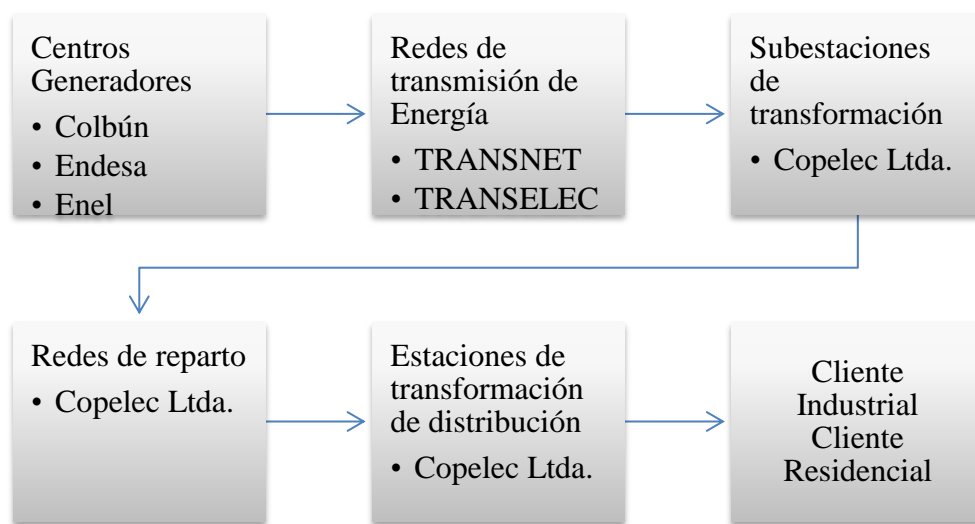 Centros
Generadores
• Colbún
• Endesa
• Enel
Redes de
transmisión de
Energía
• TRANSNET
• TRANSELEC
Subestaciones
de
transformación
• Copelec Ltda.
Redes de reparto
• Copelec Ltda.
Estaciones de
transformación
de distribución
• Copelec Ltda.
Cliente
Industrial
Cliente
Residencial